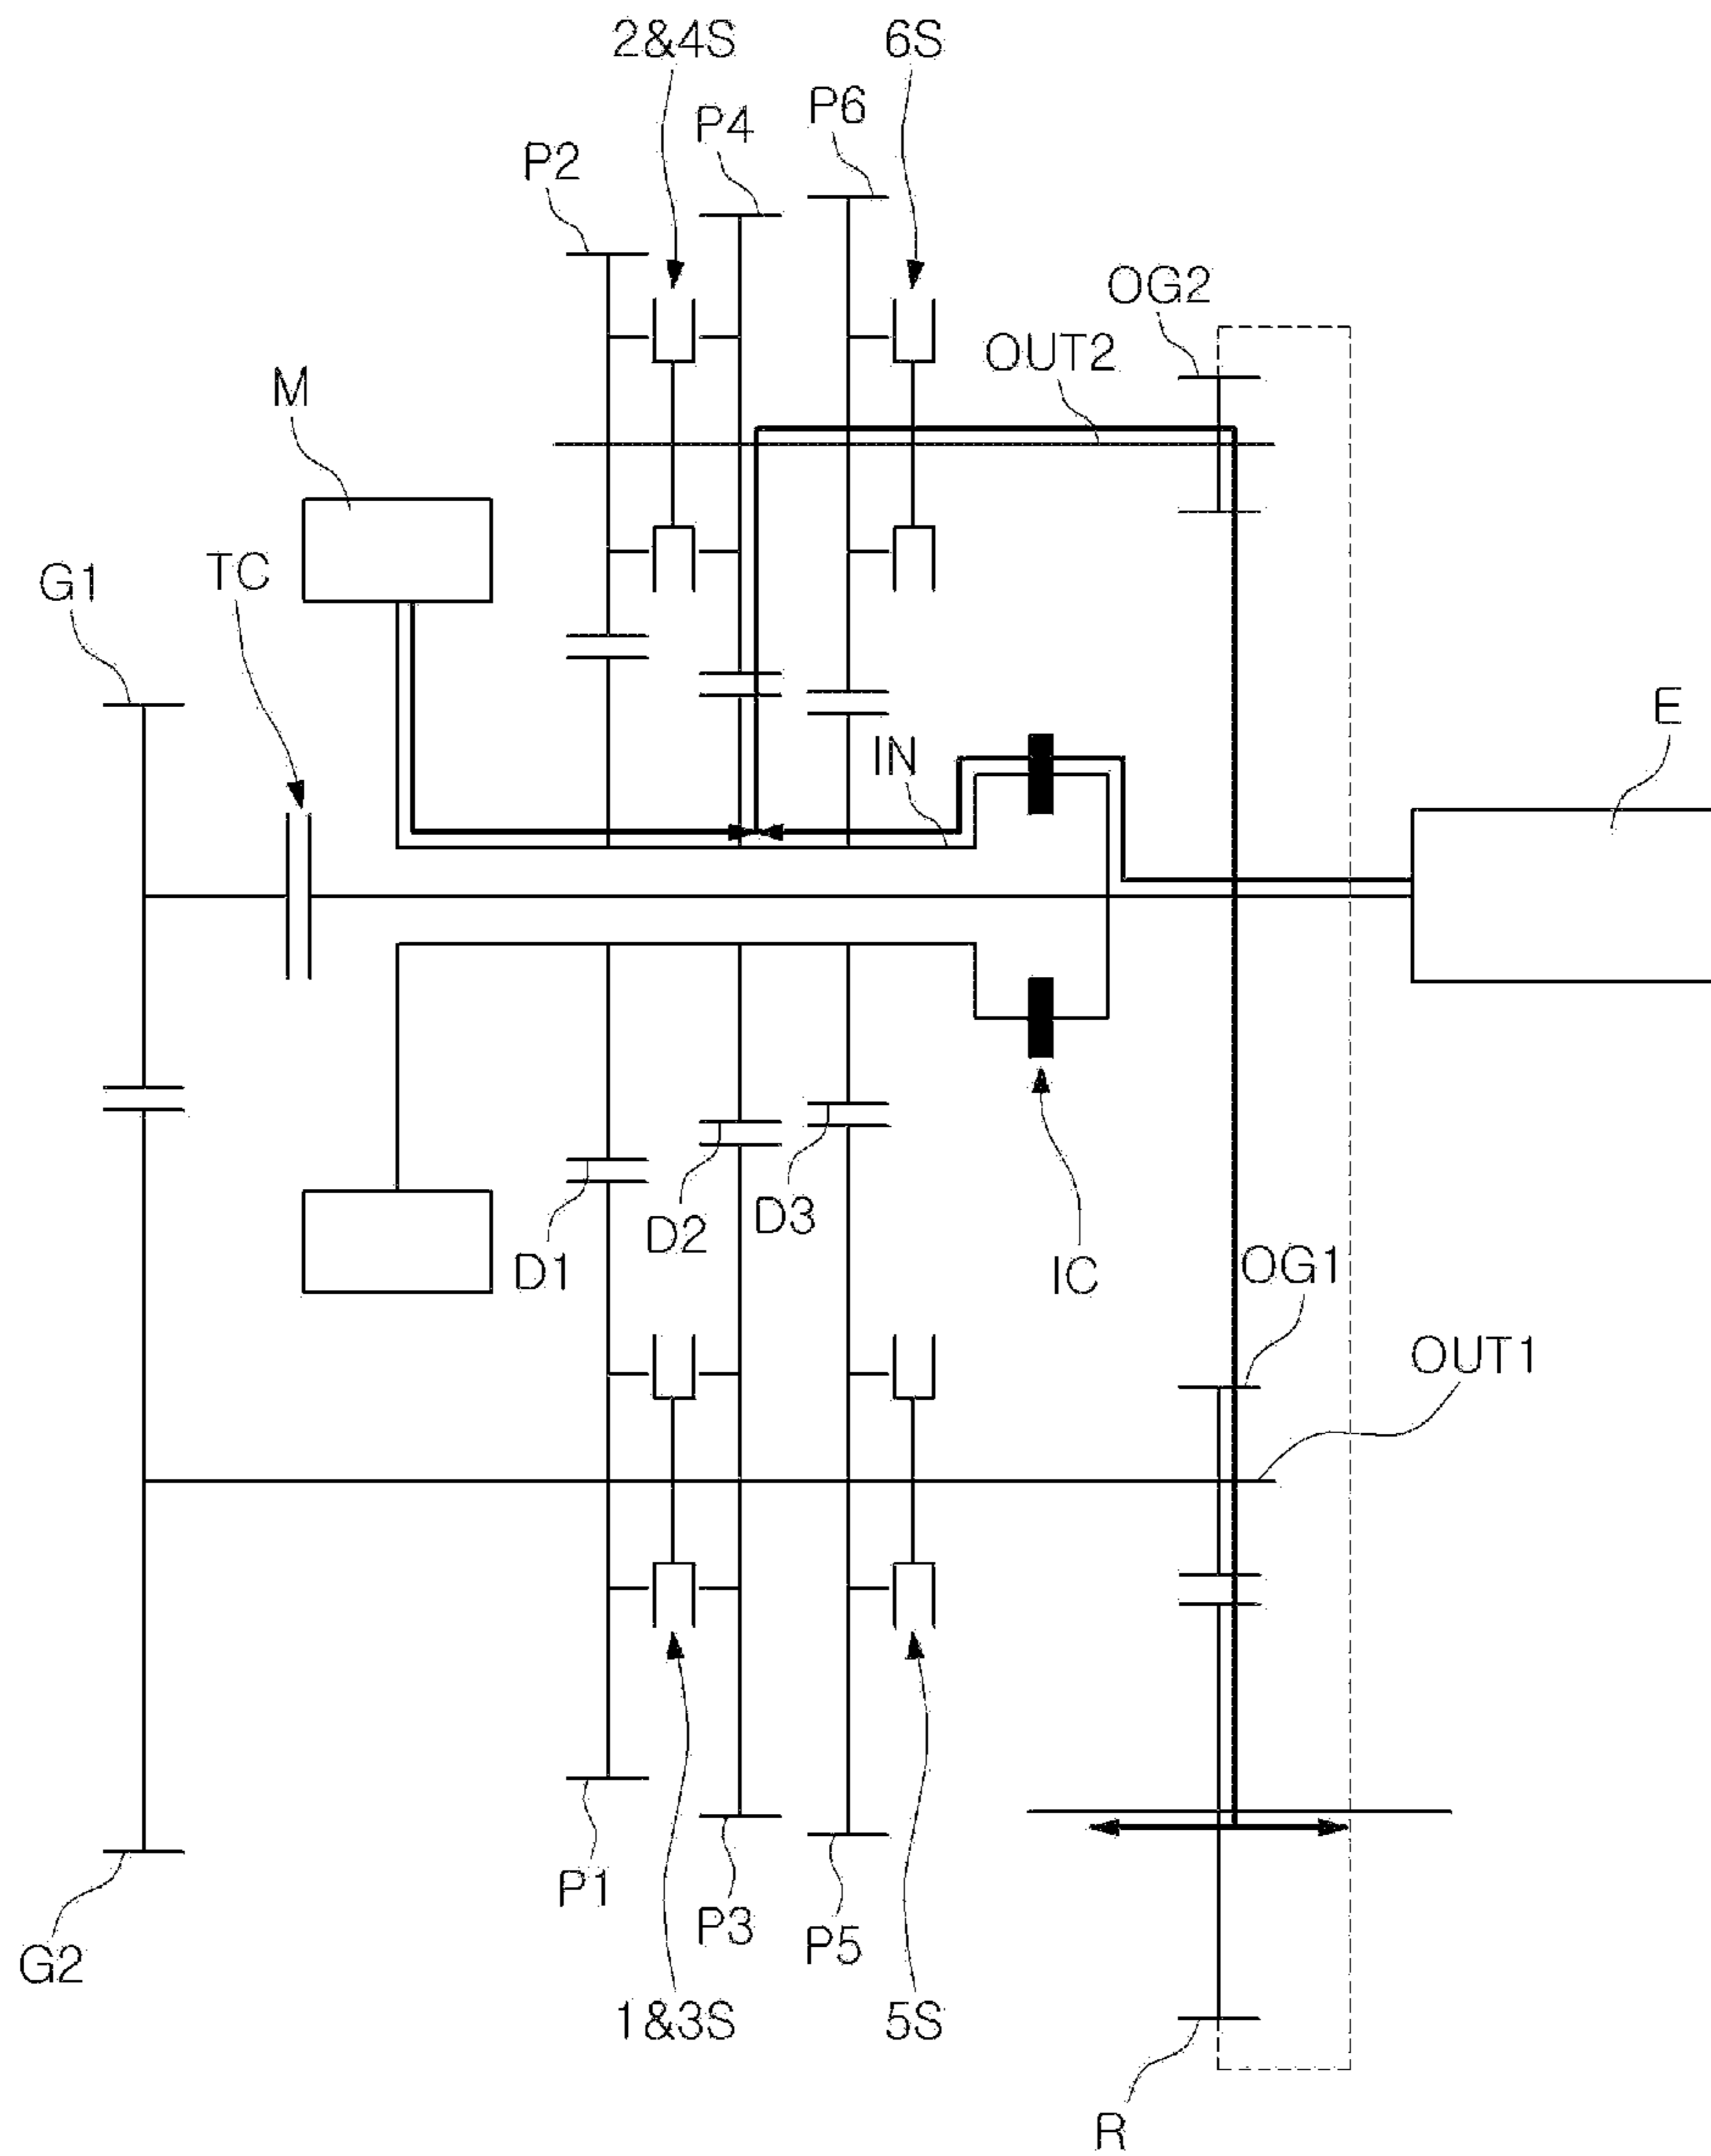 2&4S
6S
P6
P4
P2
OG2
OUT2
M
TC
G1
E
IN
D3
D2
D1
OG1
IC
OUT1
P1
P3
P5
G2
1&3S
5S
R